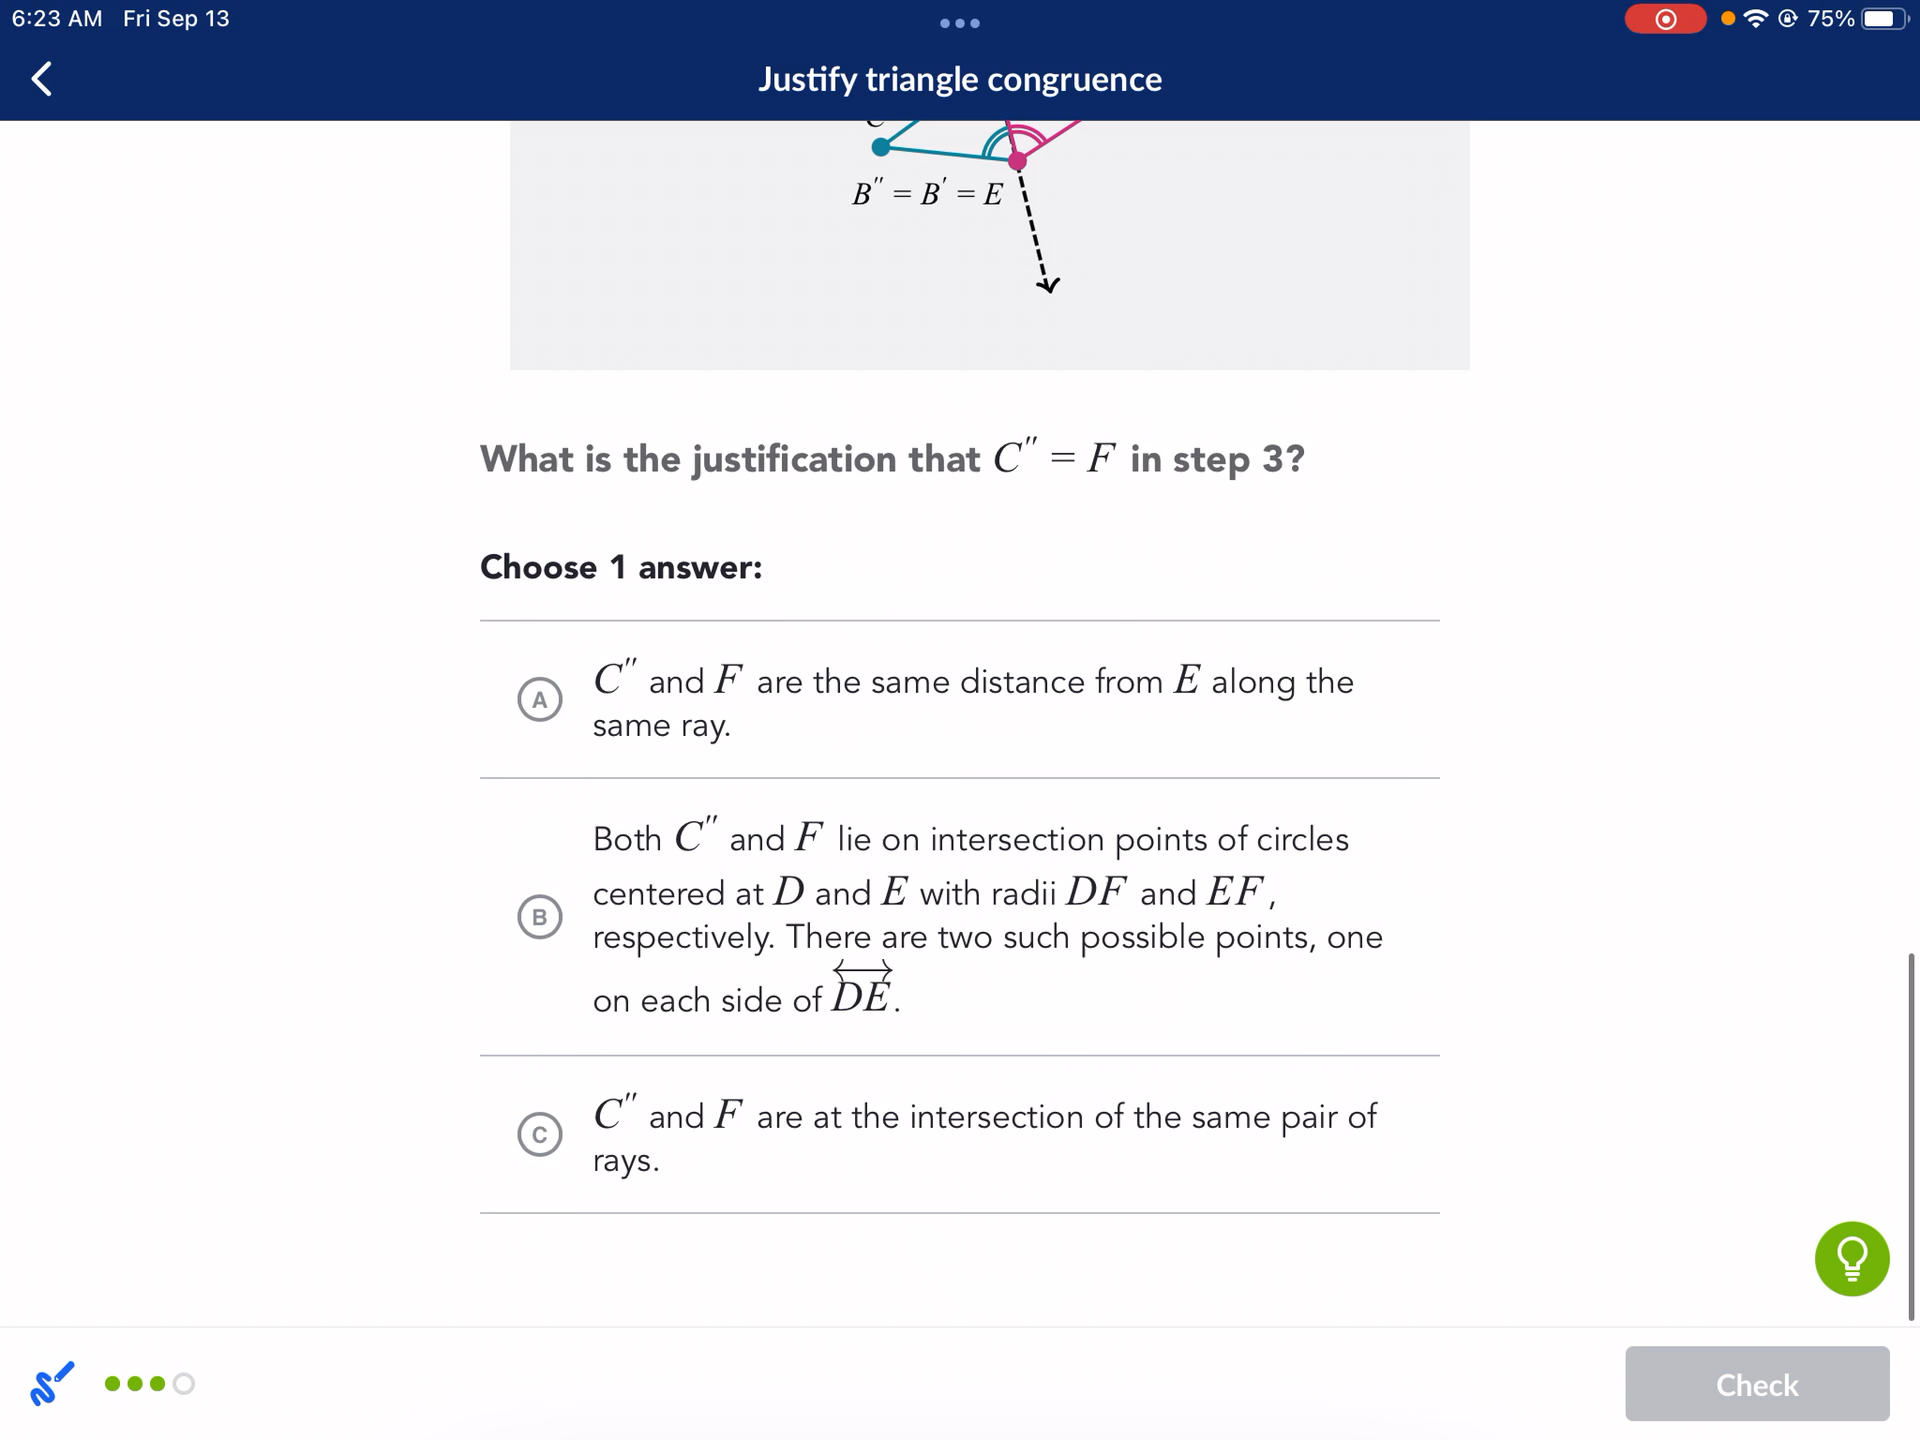 6:23 AM Fri Sep 13
75%
Justify triangle congruence
B″ = B′ = E
What is the justification that C″ = F in step 3?
Choose 1 answer:
A
C″ and F are the same distance from E along the
same ray.
B
Both C″ and F lie on intersection points of circles
centered at D and E with radii DF and EF,
respectively. There are two such possible points, one
on each side of \overleftrightarrow{DE}.
C
C″ and F are at the intersection of the same pair of
rays.
Check